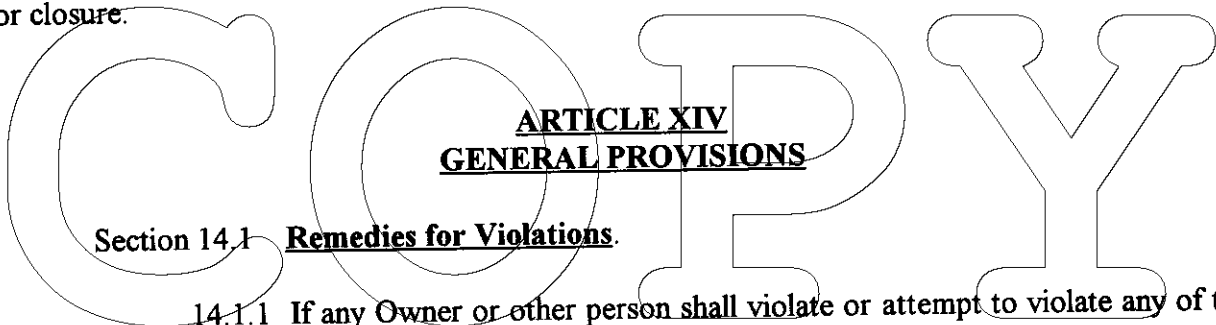 or closure.
COPY
ARTICLE XIV
GENERAL PROVISIONS
Section 14.1 Remedies for Violations.
14.1.1 If any Owner or other person shall violate or attempt to violate any of